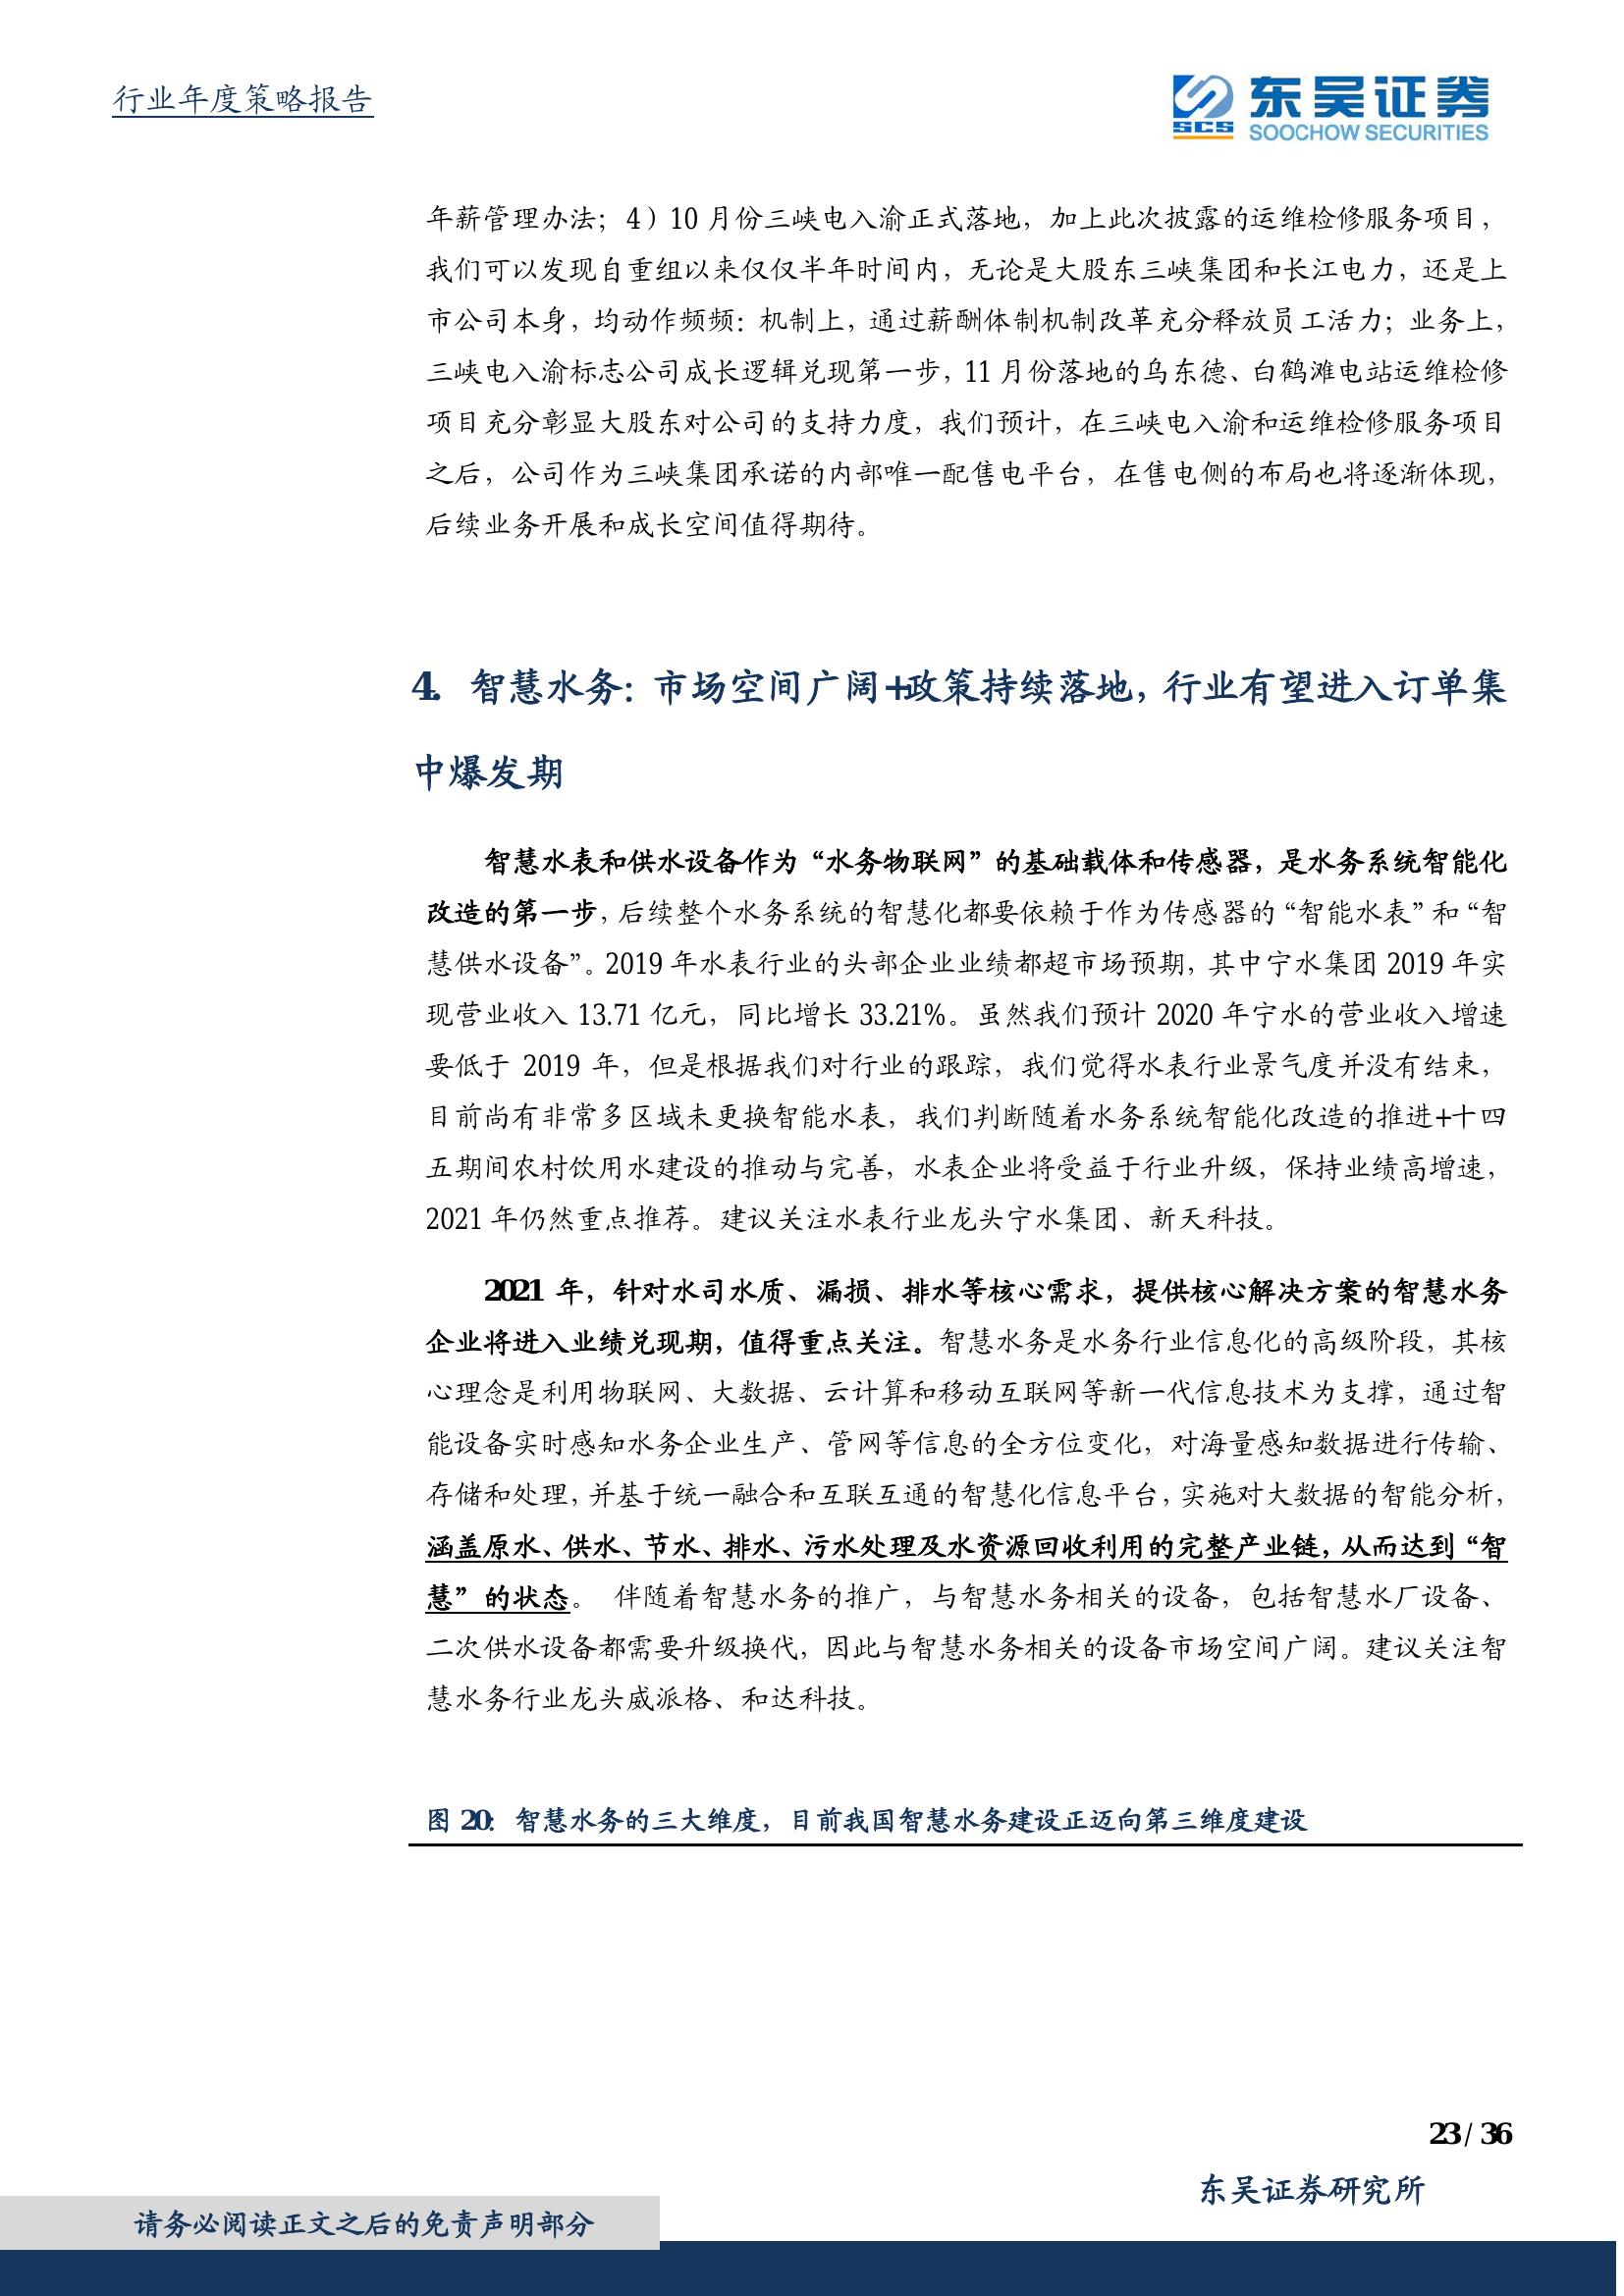 行业年度策略报告
SCS
东吴证券
SOOCHOW SECURITIES
年薪管理办法；4）10 月份三峡电入渝正式落地，加上此次披露的运维检修服务项目，
我们可以发现自重组以来仅仅半年时间内，无论是大股东三峡集团和长江电力，还是上
市公司本身，均动作频频：机制上，通过薪酬体制机制改革充分释放员工活力；业务上，
三峡电入渝标志公司成长逻辑兑现第一步，11 月份落地的乌东德、白鹤滩电站运维检修
项目充分彰显大股东对公司的支持力度，我们预计，在三峡电入渝和运维检修服务项目
之后，公司作为三峡集团承诺的内部唯一配售电平台，在售电侧的布局也将逐渐体现，
后续业务开展和成长空间值得期待。
4. 智慧水务：市场空间广阔+政策持续落地，行业有望进入订单集
中爆发期
智慧水表和供水设备作为“水务物联网”的基础载体和传感器，是水务系统智能化
改造的第一步，后续整个水务系统的智慧化都要依赖于作为传感器的“智能水表”和“智
慧供水设备”。2019 年水表行业的头部企业业绩都超市场预期，其中宁水集团 2019 年实
现营业收入 13.71 亿元，同比增长 33.21%。虽然我们预计 2020 年宁水的营业收入增速
要低于 2019 年，但是根据我们对行业的跟踪，我们觉得水表行业景气度并没有结束，
目前尚有非常多区域未更换智能水表，我们判断随着水务系统智能化改造的推进+十四
五期间农村饮用水建设的推动与完善，水表企业将受益于行业升级，保持业绩高增速，
2021 年仍然重点推荐。建议关注水表行业龙头宁水集团、新天科技。
2021 年，针对水司水质、漏损、排水等核心需求，提供核心解决方案的智慧水务
企业将进入业绩兑现期，值得重点关注。智慧水务是水务行业信息化的高级阶段，其核
心理念是利用物联网、大数据、云计算和移动互联网等新一代信息技术为支撑，通过智
能设备实时感知水务企业生产、管网等信息的全方位变化，对海量感知数据进行传输、
存储和处理，并基于统一融合和互联互通的智慧化信息平台，实施对大数据的智能分析，
涵盖原水、供水、节水、排水、污水处理及水资源回收利用的完整产业链，从而达到“智
慧”的状态。 伴随着智慧水务的推广，与智慧水务相关的设备，包括智慧水厂设备、
二次供水设备都需要升级换代，因此与智慧水务相关的设备市场空间广阔。建议关注智
慧水务行业龙头威派格、和达科技。
图 20：智慧水务的三大维度，目前我国智慧水务建设正迈向第三维度建设
23 / 36
东吴证券研究所
请务必阅读正文之后的免责声明部分